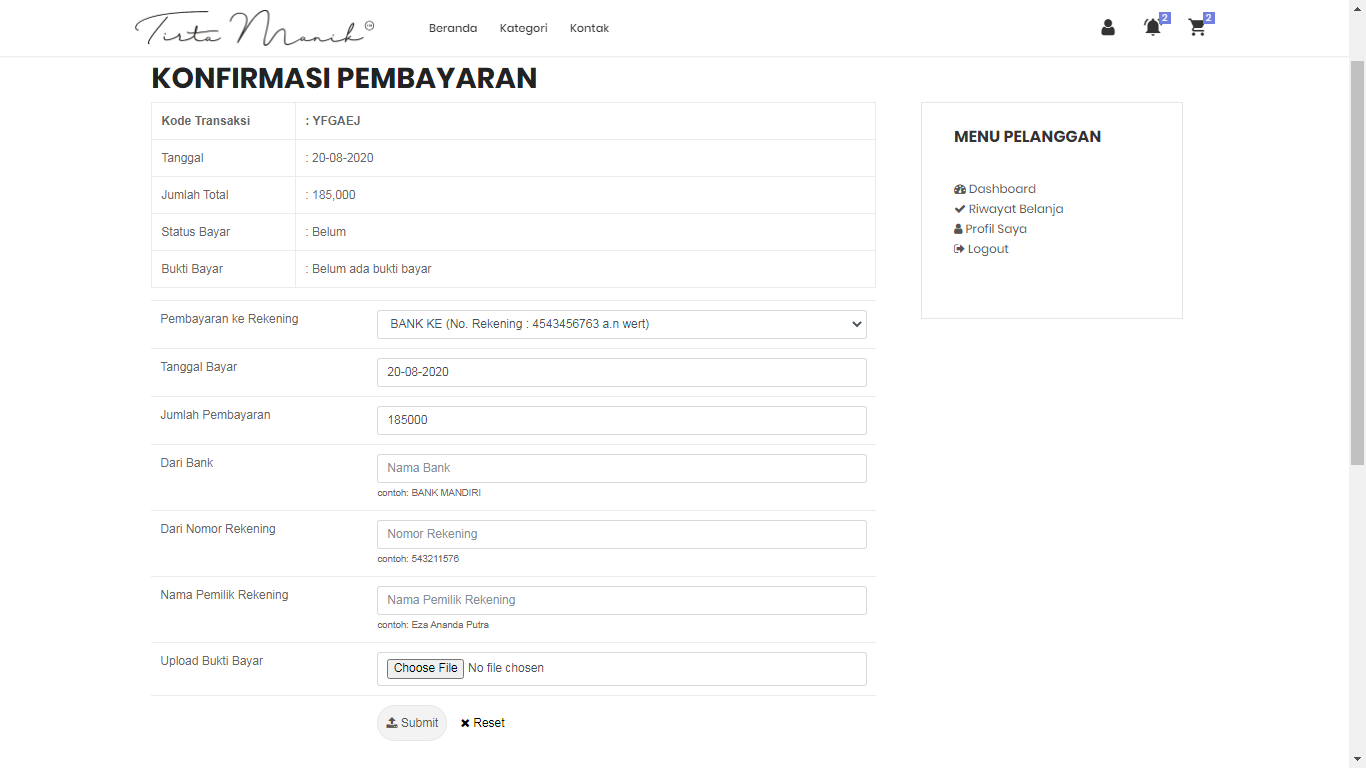 Tirta Manik TM
Beranda Kategori Kontak
2 2
KONFIRMASI PEMBAYARAN
Kode Transaksi : YFGAEJ
Tanggal : 20-08-2020
Jumlah Total : 185,000
Status Bayar : Belum
Bukti Bayar : Belum ada bukti bayar
Pembayaran ke Rekening BANK KE (No. Rekening : 4543456763 a.n wert)
Tanggal Bayar 20-08-2020
Jumlah Pembayaran 185000
Dari Bank Nama Bank
contoh: BANK MANDIRI
Dari Nomor Rekening Nomor Rekening
contoh: 543211576
Nama Pemilik Rekening Nama Pemilik Rekening
contoh: Eza Ananda Putra
Upload Bukti Bayar Choose File No file chosen
Submit Reset
MENU PELANGGAN
Dashboard
Riwayat Belanja
Profil Saya
Logout